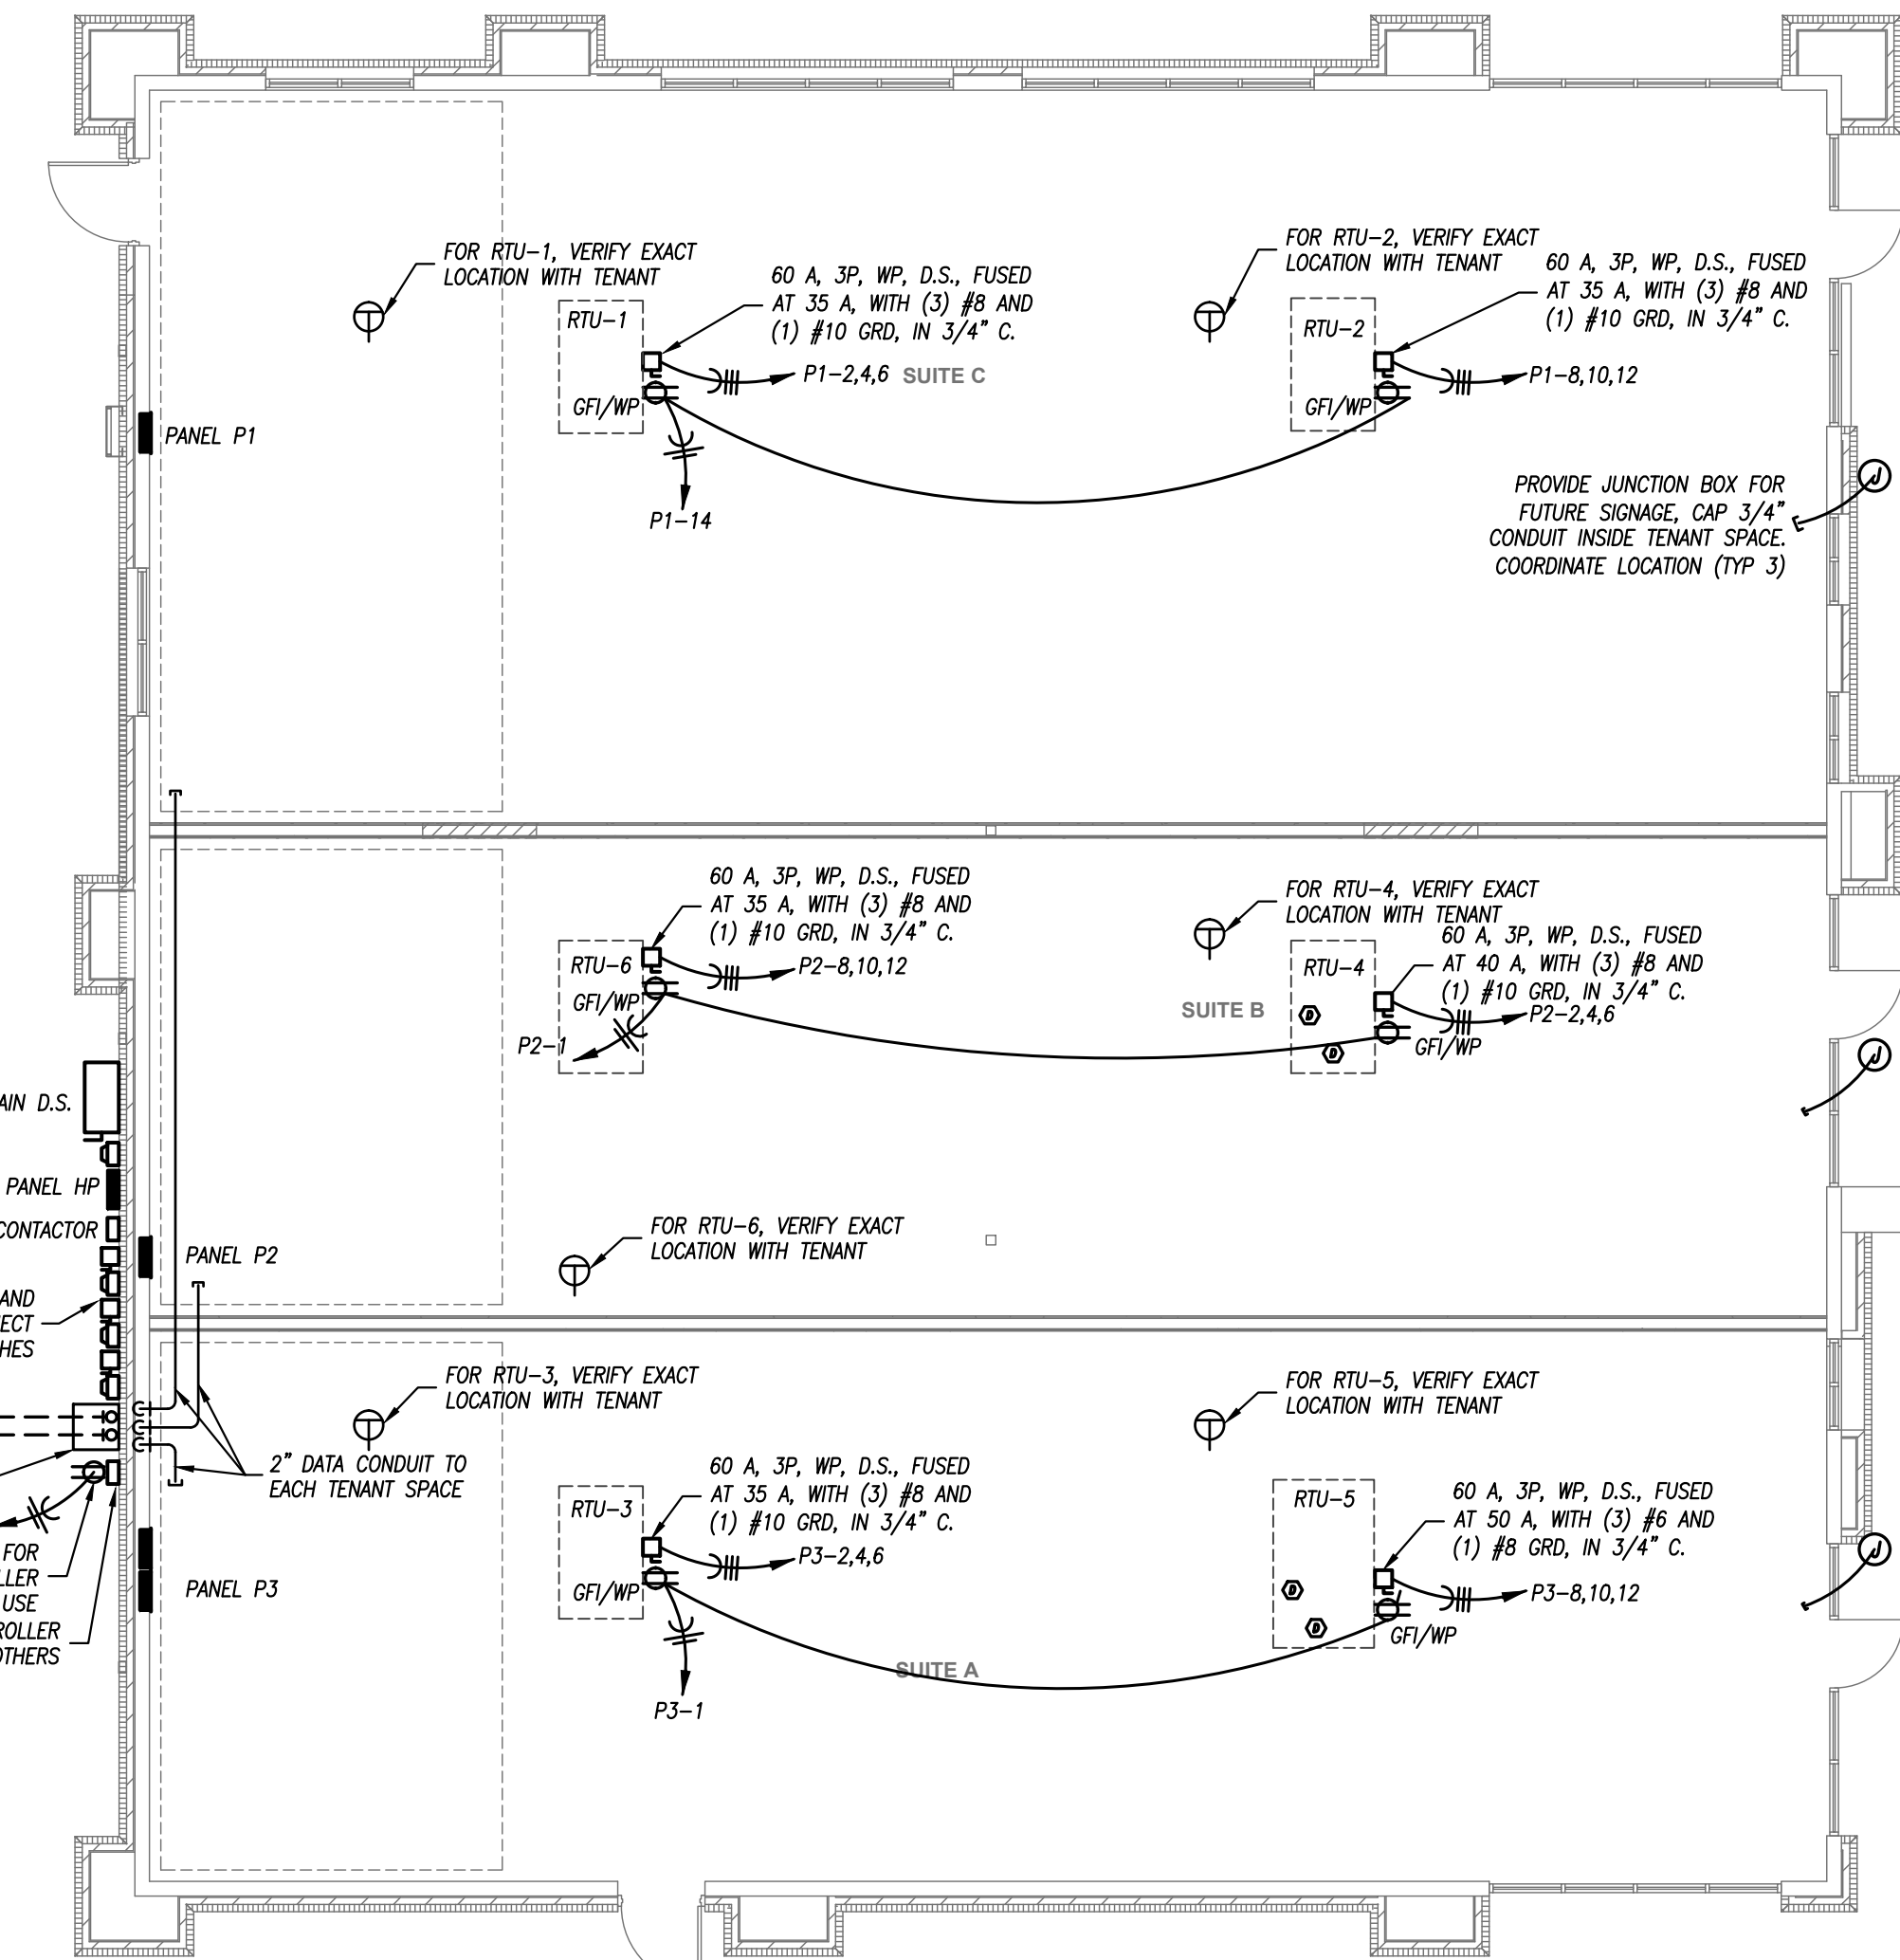 FOR RTU-1, VERIFY EXACT
LOCATION WITH TENANT
60 A, 3P, WP, D.S., FUSED
AT 35 A, WITH (3) #8 AND
(1) #10 GRD, IN 3/4" C.
RTU-1
P1-2,4,6
SUITE C
GFI/WP
P1-14
FOR RTU-2, VERIFY EXACT
LOCATION WITH TENANT
60 A, 3P, WP, D.S., FUSED
AT 35 A, WITH (3) #8 AND
(1) #10 GRD, IN 3/4" C.
RTU-2
P1-8,10,12
GFI/WP
PANEL P1
PROVIDE JUNCTION BOX FOR
FUTURE SIGNAGE, CAP 3/4"
CONDUIT INSIDE TENANT SPACE.
COORDINATE LOCATION (TYP 3)
J
60 A, 3P, WP, D.S., FUSED
AT 35 A, WITH (3) #8 AND
(1) #10 GRD, IN 3/4" C.
RTU-6
P2-8,10,12
GFI/WP
P2-1
FOR RTU-4, VERIFY EXACT
LOCATION WITH TENANT
60 A, 3P, WP, D.S., FUSED
AT 40 A, WITH (3) #8 AND
(1) #10 GRD, IN 3/4" C.
RTU-4
P2-2,4,6
SUITE B
D
D
GFI/WP
J
AIN D.S.
PANEL HP
CONTACTOR
PANEL P2
FOR RTU-6, VERIFY EXACT
LOCATION WITH TENANT
AND
ECT
HES
FOR RTU-3, VERIFY EXACT
LOCATION WITH TENANT
FOR RTU-5, VERIFY EXACT
LOCATION WITH TENANT
2" DATA CONDUIT TO
EACH TENANT SPACE
60 A, 3P, WP, D.S., FUSED
AT 35 A, WITH (3) #8 AND
(1) #10 GRD, IN 3/4" C.
RTU-3
P3-2,4,6
GFI/WP
P3-1
60 A, 3P, WP, D.S., FUSED
AT 50 A, WITH (3) #6 AND
(1) #8 GRD, IN 3/4" C.
RTU-5
P3-8,10,12
D
D
GFI/WP
J
FOR
LLER
USE
ROLLER
OTHERS
PANEL P3
SUITE A